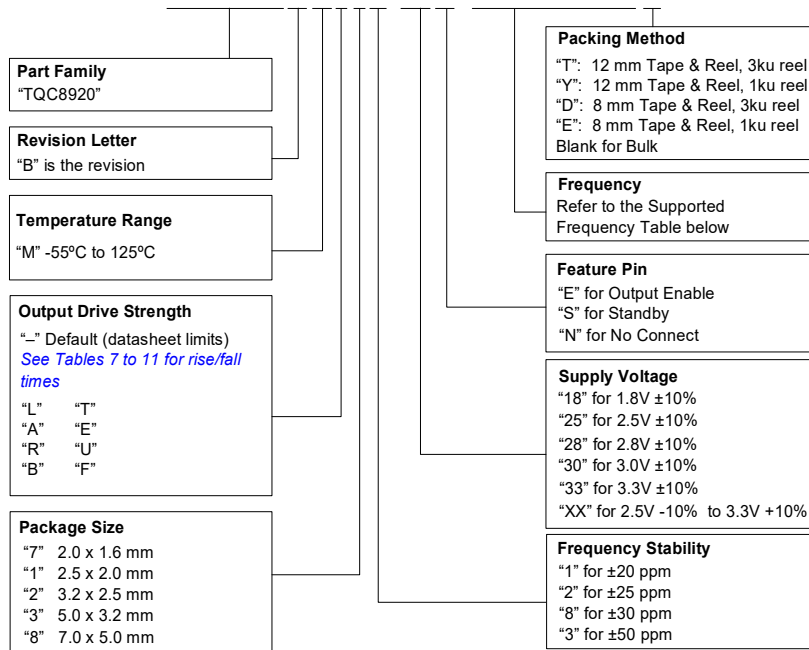 Part Family
“TQC8920”
Revision Letter
“B” is the revision
Temperature Range
“M” -55ºC to 125ºC
Output Drive Strength
“–” Default (datasheet limits)
See Tables 7 to 11 for rise/fall
times
“L” “T”
“A” “E”
“R” “U”
“B” “F”
Package Size
“7” 2.0 x 1.6 mm
“1” 2.5 x 2.0 mm
“2” 3.2 x 2.5 mm
“3” 5.0 x 3.2 mm
“8” 7.0 x 5.0 mm
Packing Method
“T”: 12 mm Tape & Reel, 3ku reel
“Y”: 12 mm Tape & Reel, 1ku reel
“D”: 8 mm Tape & Reel, 3ku reel
“E”: 8 mm Tape & Reel, 1ku reel
Blank for Bulk
Frequency
Refer to the Supported
Frequency Table below
Feature Pin
“E” for Output Enable
“S” for Standby
“N” for No Connect
Supply Voltage
“18” for 1.8V ±10%
“25” for 2.5V ±10%
“28” for 2.8V ±10%
“30” for 3.0V ±10%
“33” for 3.3V ±10%
“XX” for 2.5V -10% to 3.3V +10%
Frequency Stability
“1” for ±20 ppm
“2” for ±25 ppm
“8” for ±30 ppm
“3” for ±50 ppm